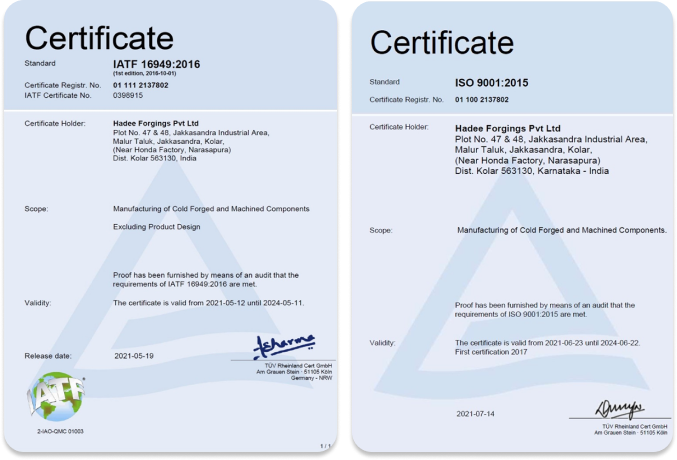 Certificate
Standard IATF 16949:2016
(1st edition, 2016-10-01)
Certificate Registr. No. 01 111 2137802
IATF Certificate No. 0398915
Certificate Holder: Hadee Forgings Pvt Ltd
Plot No. 47 & 48, Jakkasandra Industrial Area,
Malur Taluk, Jakkasandra, Kolar,
(Near Honda Factory, Narasapura)
Dist. Kolar 563130, India
Scope: Manufacturing of Cold Forged and Machined Components
Excluding Product Design
Proof has been furnished by means of an audit that the
requirements of IATF 16949:2016 are met.
Validity: The certificate is valid from 2021-05-12 until 2024-05-11.
Release date: 2021-05-19
TÜV Rheinland Cert GmbH
Am Grauen Stein · 51105 Köln
Germany - NRW
IATF
2-IAO-QMC 01003
1 / 1
Certificate
Standard ISO 9001:2015
Certificate Registr. No. 01 100 2137802
Certificate Holder: Hadee Forgings Pvt Ltd
Plot No. 47 & 48, Jakkasandra Industrial Area,
Malur Taluk, Jakkasandra, Kolar,
(Near Honda Factory, Narasapura)
Dist. Kolar 563130, Karnataka - India
Scope: Manufacturing of Cold Forged and Machined Components.
Proof has been furnished by means of an audit that the
requirements of ISO 9001:2015 are met.
Validity: The certificate is valid from 2021-06-23 until 2024-06-22.
First certification 2017
2021-07-14
TÜV Rheinland Cert GmbH
Am Grauen Stein · 51105 Köln